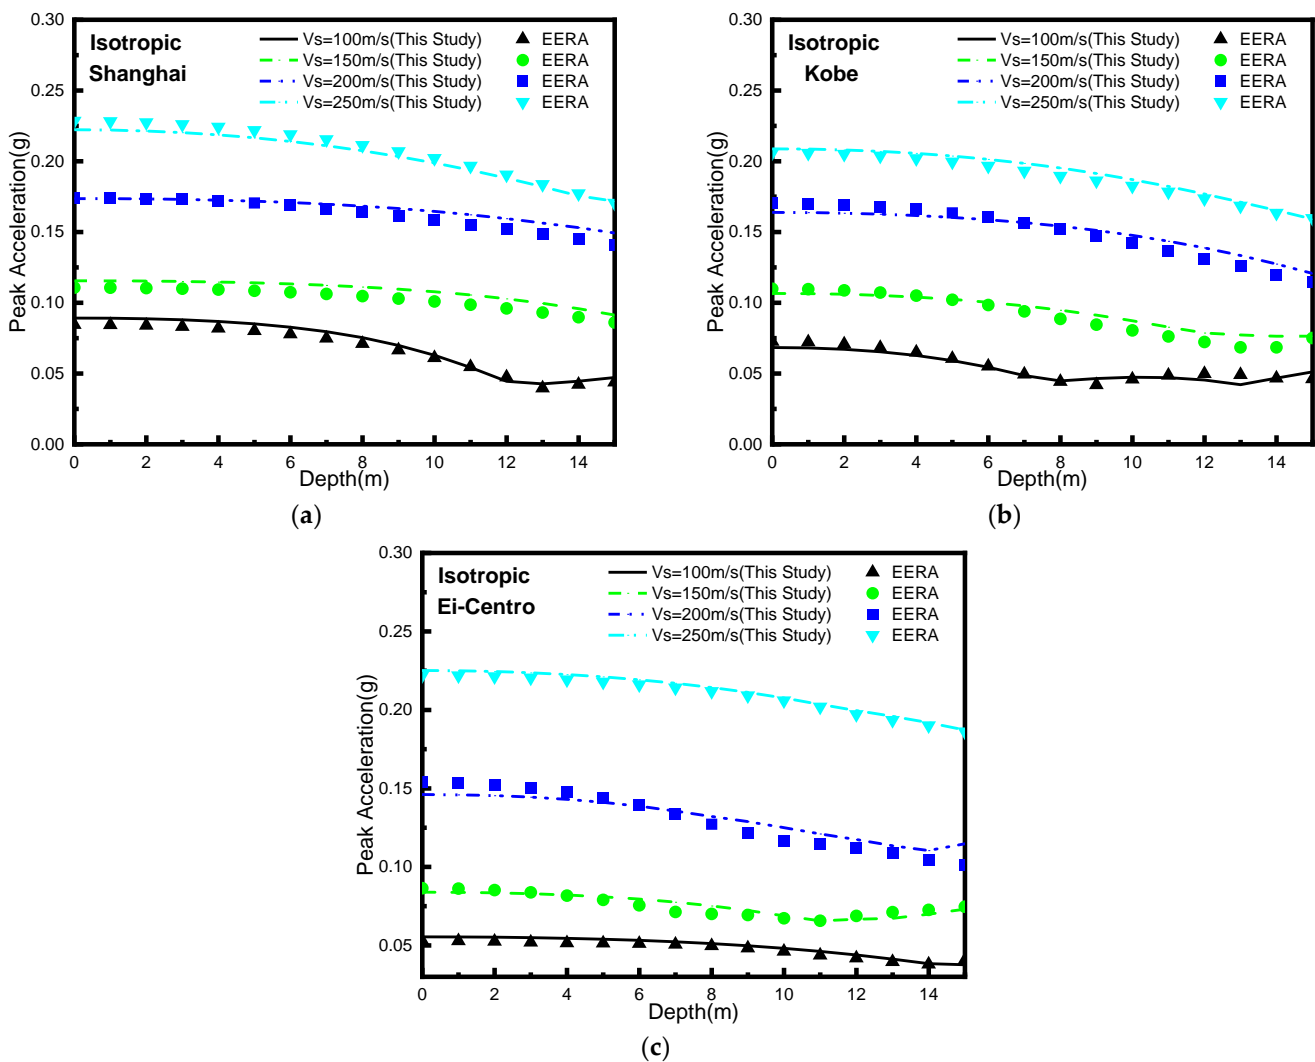 0.30
0.25
0.20
0.15
0.10
0.05
0.00
Peak Acceleration(g)
Isotropic
Shanghai
Vs=100m/s(This Study) EERA
Vs=150m/s(This Study) EERA
Vs=200m/s(This Study) EERA
Vs=250m/s(This Study) EERA
0 2 4 6 8 10 12 14
Depth(m)
(a)
0.30
0.25
0.20
0.15
0.10
0.05
0.00
Peak Acceleration(g)
Isotropic
Kobe
Vs=100m/s(This Study) EERA
Vs=150m/s(This Study) EERA
Vs=200m/s(This Study) EERA
Vs=250m/s(This Study) EERA
0 2 4 6 8 10 12 14
Depth(m)
(b)
0.30
0.25
0.20
0.15
0.10
0.05
Peak Acceleration(g)
Isotropic
Ei-Centro
Vs=100m/s(This Study) EERA
Vs=150m/s(This Study) EERA
Vs=200m/s(This Study) EERA
Vs=250m/s(This Study) EERA
0 2 4 6 8 10 12 14
Depth(m)
(c)